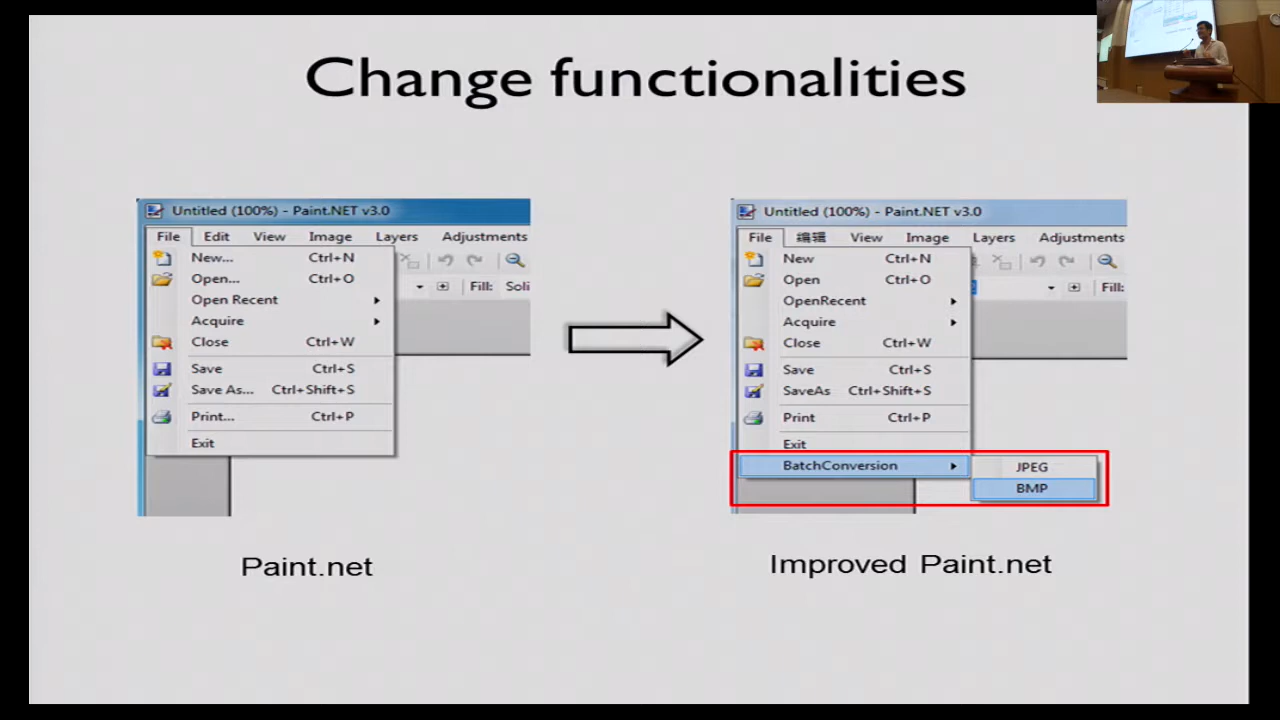 Change functionalities
Untitled (100%) - Paint.NET v3.0
File Edit View Image Layers Adjustments
New... Ctrl+N
Open... Ctrl+O
Fill: Soli
Open Recent
Acquire
Close Ctrl+W
Save Ctrl+S
Save As... Ctrl+Shift+S
Print... Ctrl+P
Exit
Paint.net
Untitled (100%) - Paint.NET v3.0
File 编辑 View Image Layers Adjustments
New Ctrl+N
Open Ctrl+O
Fill:
OpenRecent
Acquire
Close Ctrl+W
Save Ctrl+S
SaveAs Ctrl+Shift+S
Print Ctrl+P
Exit
BatchConversion JPEG
BMP
Improved Paint.net